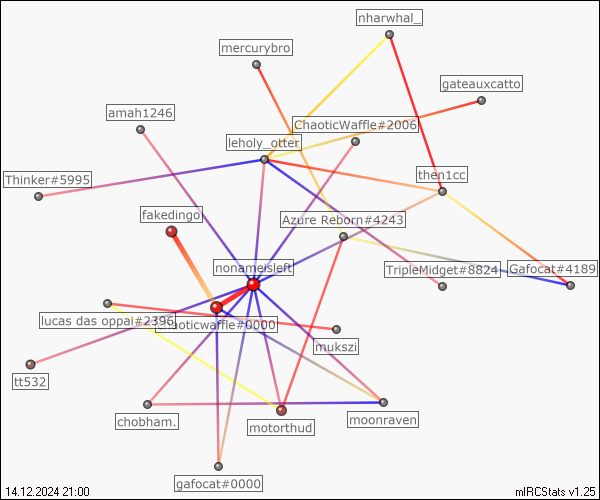 nharwhal_
mercurybro
gateauxcatto
amah1246
ChaoticWaffle#2006
leholy_otter
then1cc
Thinker#5995
fakedingo
Azure Reborn#4243
nonameisleft
TripleMidget#8824
Gafocat#4189
lucas das oppai#2396
haoticwaffle#0000
mukszi
tt532
chobham.
motorthud
moonraven
gafocat#0000
14.12.2024 21:00
mIRCStats v1.25